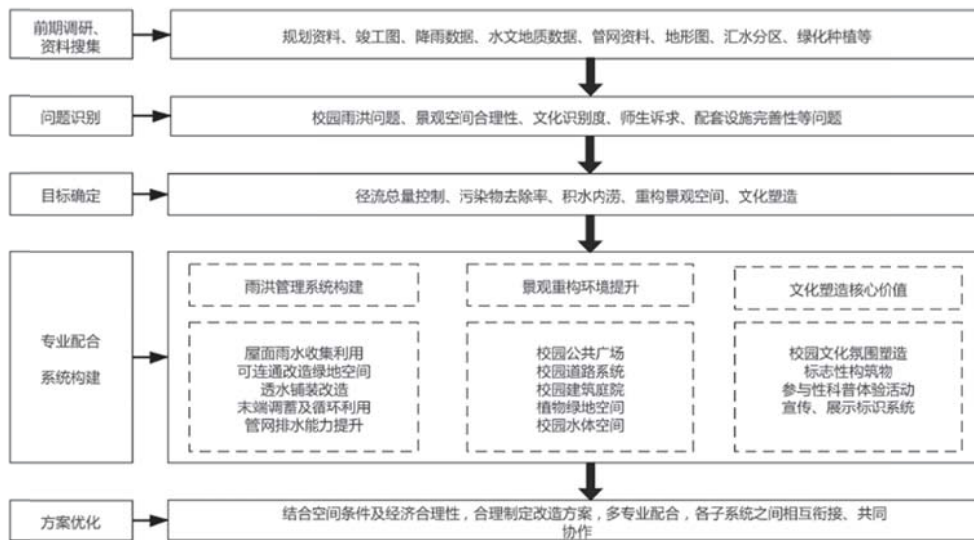 前期调研、
资料搜集
规划资料、竣工图、降雨数据、水文地质数据、管网资料、地形图、汇水分区、绿化种植等
问题识别
校园雨洪问题、景观空间合理性、文化识别度、师生诉求、配套设施完善性等问题
目标确定
径流总量控制、污染物去除率、积水内涝、重构景观空间、文化塑造
专业配合
系统构建
雨洪管理系统构建
屋面雨水收集利用
可连通改造绿地空间
透水铺装改造
末端调蓄及循环利用
管网排水能力提升
景观重构环境提升
校园公共广场
校园道路系统
校园建筑庭院
植物绿地空间
校园水体空间
文化塑造核心价值
校园文化氛围塑造
标志性构筑物
参与性科普体验活动
宣传、展示标识系统
方案优化
结合空间条件及经济合理性,合理制定改造方案,多专业配合,各子系统之间相互衔接、共同
协作